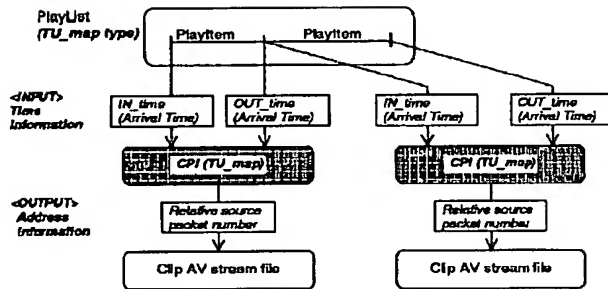 PlayList
(TU_map type)
PlayItem
PlayItem
<INPUT>
Time
Information
IN_time
(Arrival Time)
OUT_time
(Arrival Time)
IN_time
(Arrival Time)
OUT_time
(Arrival Time)
CPI (TU_map)
CPI (TU_map)
<OUTPUT>
Address
Information
Relative source
packet number
Relative source
packet number
Clip AV stream file
Clip AV stream file